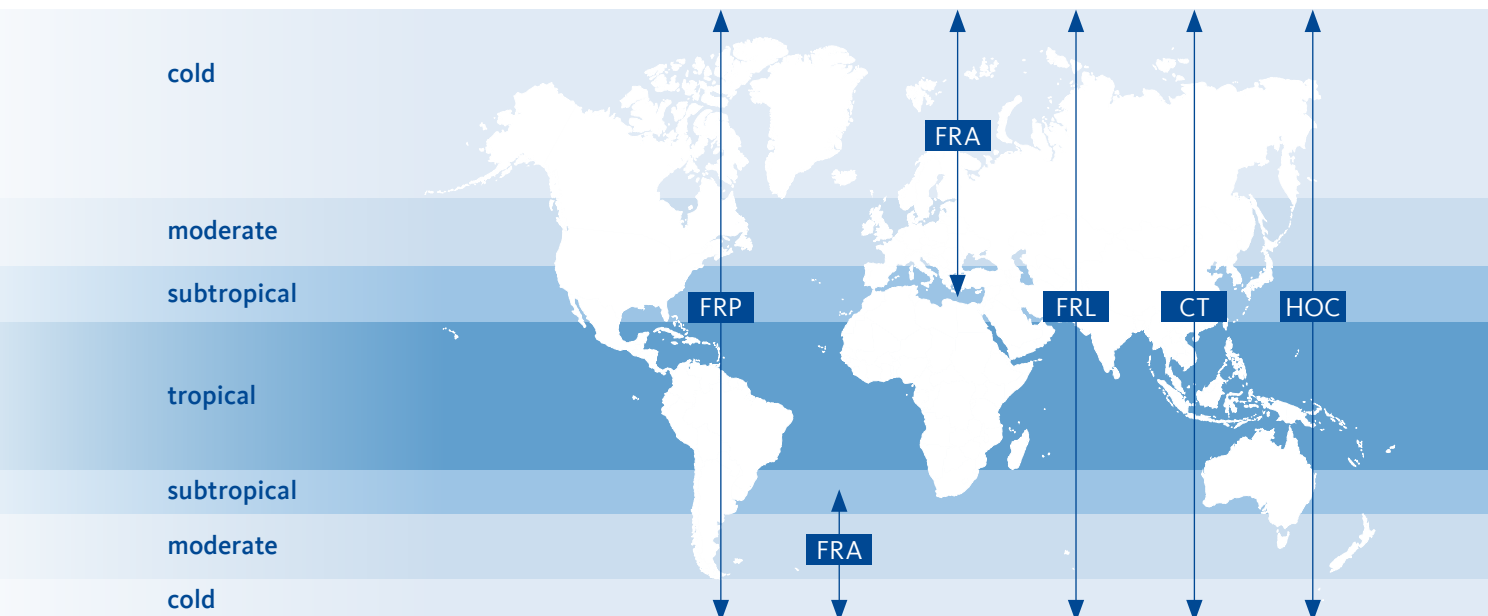 cold
FRA
moderate
subtropical
FRP
FRL
CT
HOC
tropical
subtropical
moderate
FRA
cold